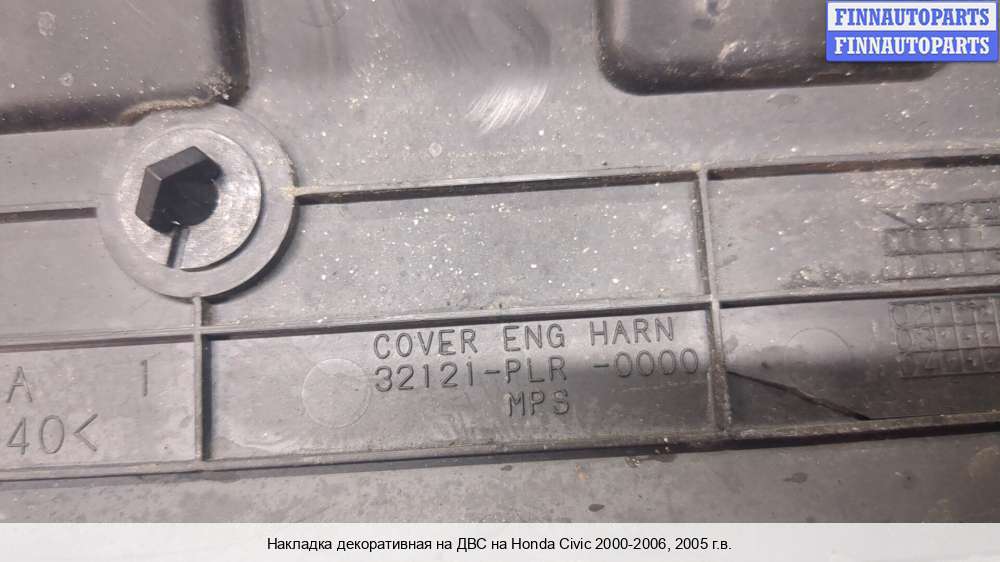 FINNAUTOPARTS
FINNAUTOPARTS
COVER ENG HARN
32121-PLR -0000
MPS
A 1
40<
Накладка декоративная на ДВС на Honda Civic 2000-2006, 2005 г.в.